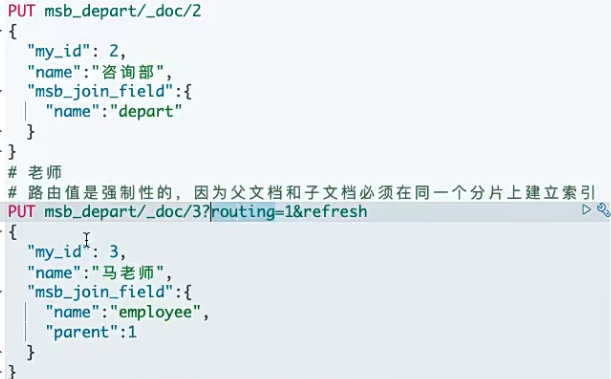 PUT msb_depart/_doc/2
{
"my_id": 2,
"name":"咨询部",
"msb_join_field":{
"name":"depart"
}
}
# 老师
# 路由值是强制性的，因为父文档和子文档必须在同一个分片上建立索引
PUT msb_depart/_doc/3?routing=1&refresh
{
"my_id": 3,
"name":"马老师",
"msb_join_field":{
"name":"employee",
"parent":1
}
}